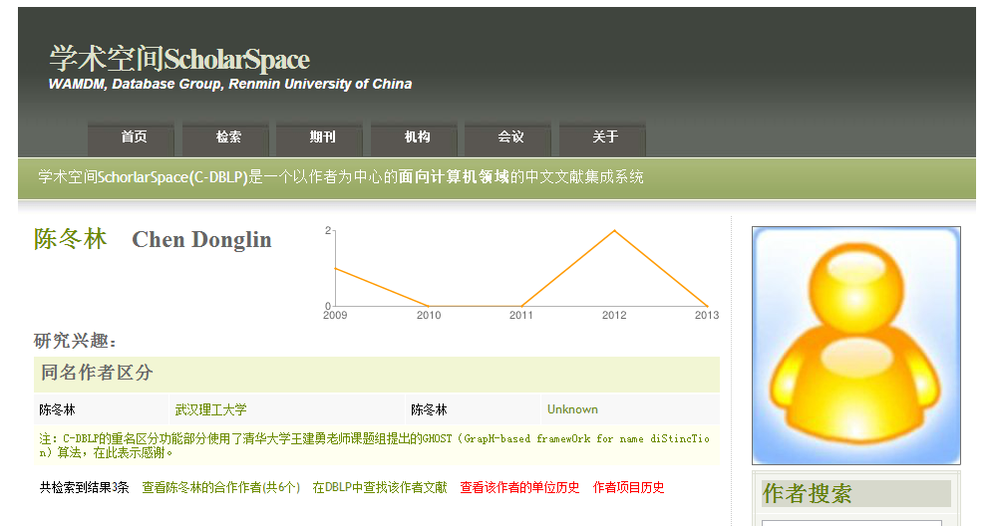 学术空间ScholarSpace
WAMDM, Database Group, Renmin University of China
首页 检索 期刊 机构 会议 关于
学术空间SchorlarSpace(C-DBLP)是一个以作者为中心的面向计算机领域的中文文献集成系统
陈冬林 Chen Donglin
2
0
2009 2010 2011 2012 2013
研究兴趣：
同名作者区分
陈冬林 武汉理工大学 陈冬林 Unknown
注：C-DBLP的重名区分功能部分使用了清华大学王建勇老师课题组提出的GHOST（GrapH-based framewOrk for name diStincTio
n）算法，在此表示感谢。
共检索到结果3条 查看陈冬林的合作作者(共6个) 在DBLP中查找该作者文献 查看该作者的单位历史 作者项目历史
作者搜索